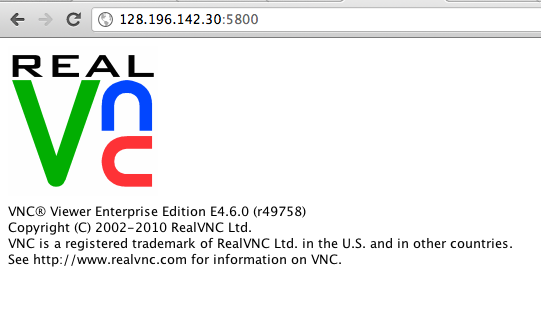 128.196.142.30:5800
REAL
Vnc
VNC® Viewer Enterprise Edition E4.6.0 (r49758)
Copyright (C) 2002-2010 RealVNC Ltd.
VNC is a registered trademark of RealVNC Ltd. in the U.S. and in other countries.
See http://www.realvnc.com for information on VNC.